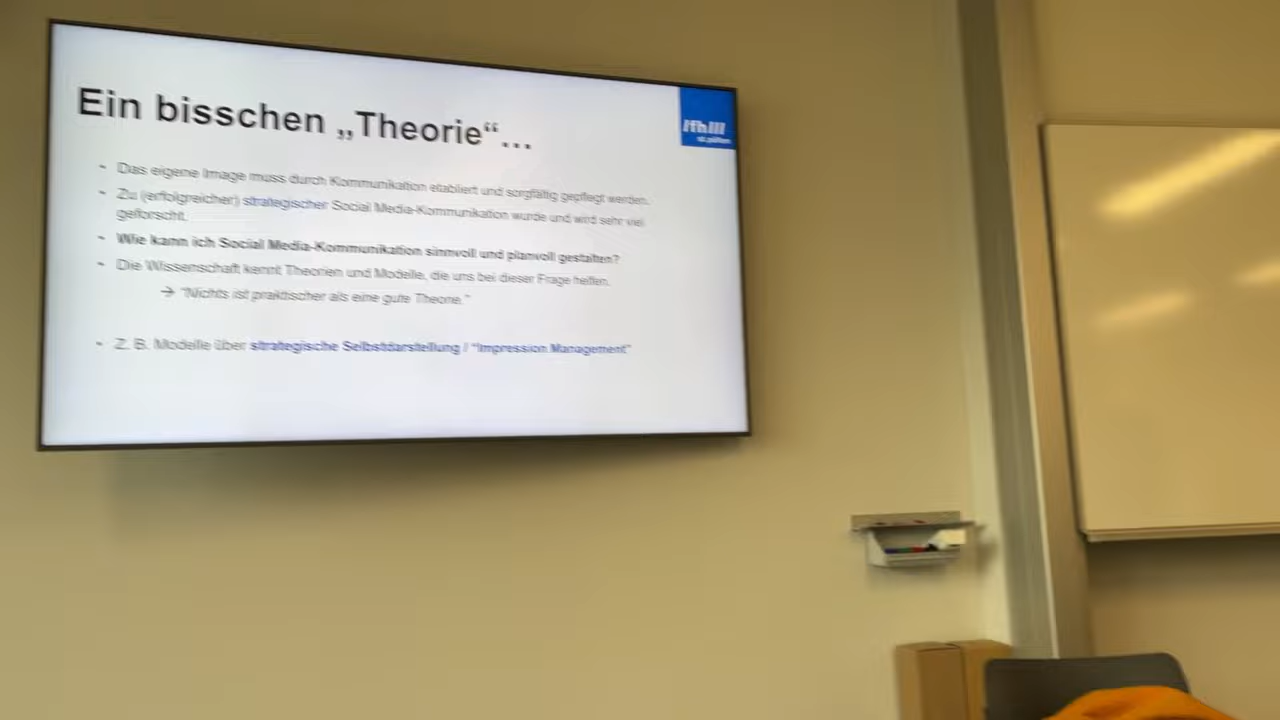 Ein bisschen „Theorie“...
/fh///
st.pölten
- Das eigene Image muss durch Kommunikation etabliert und sorgfältig gepflegt werden.
- Zu (erfolgreicher) strategischer Social Media-Kommunikation wurde und wird sehr viel
geforscht.
- Wie kann ich Social Media-Kommunikation sinnvoll und planvoll gestalten?
- Die Wissenschaft kennt Theorien und Modelle, die uns bei dieser Frage helfen.
→ "Nichts ist praktischer als eine gute Theorie."
- Z. B. Modelle über strategische Selbstdarstellung / "Impression Management"